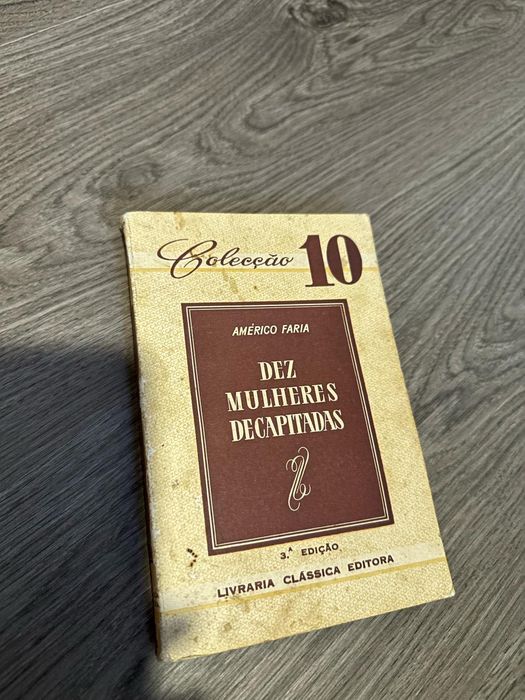 Colecção 10
AMÉRICO FARIA
DEZ
MULHERES
DECAPITADAS
3.ª EDIÇÃO
LIVRARIA CLÁSSICA EDITORA